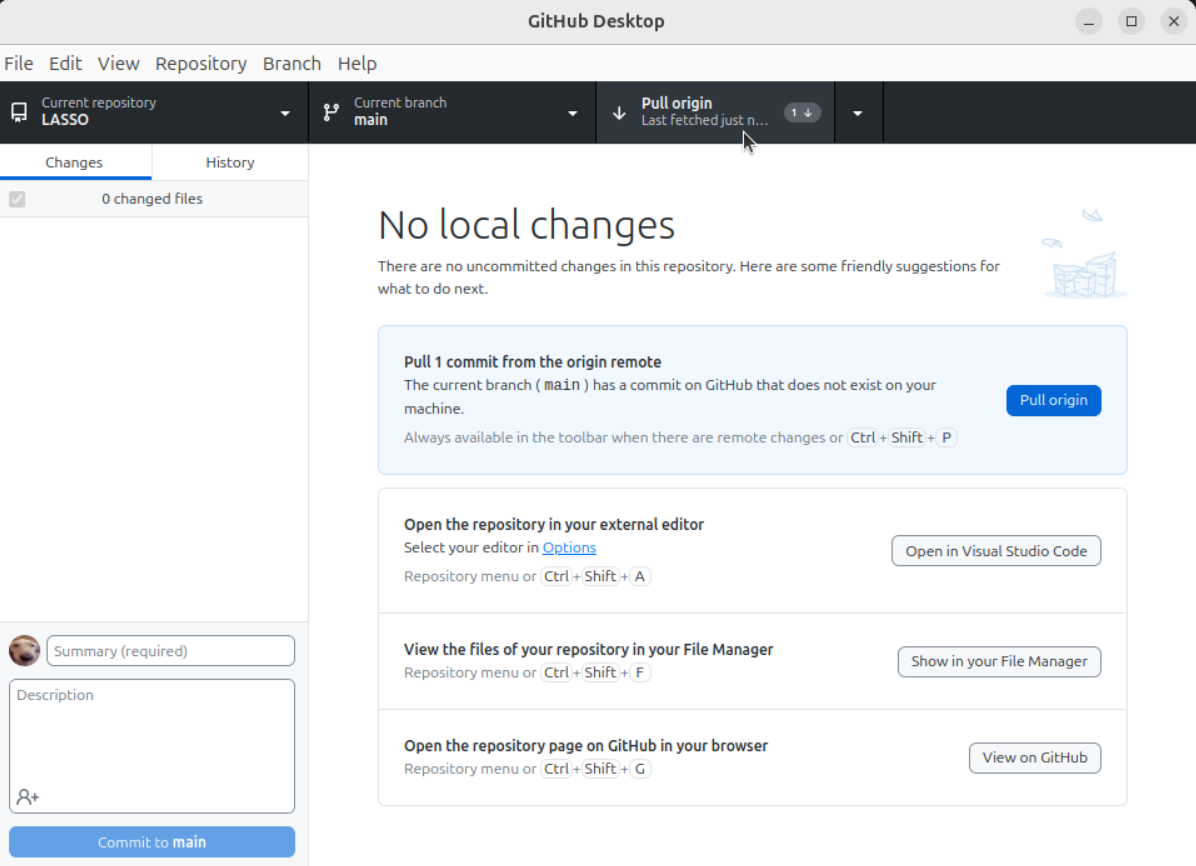 GitHub Desktop
File Edit View Repository Branch Help
Current repository
LASSO
Current branch
main
Pull origin
Last fetched just n...
1
Changes
History
0 changed files
No local changes
There are no uncommitted changes in this repository. Here are some friendly suggestions for
what to do next.
Pull 1 commit from the origin remote
The current branch ( main ) has a commit on GitHub that does not exist on your
machine.
Always available in the toolbar when there are remote changes or Ctrl + Shift + P
Pull origin
Open the repository in your external editor
Select your editor in Options
Repository menu or Ctrl + Shift + A
Open in Visual Studio Code
View the files of your repository in your File Manager
Repository menu or Ctrl + Shift + F
Show in your File Manager
Open the repository page on GitHub in your browser
Repository menu or Ctrl + Shift + G
View on GitHub
Summary (required)
Description
Commit to main